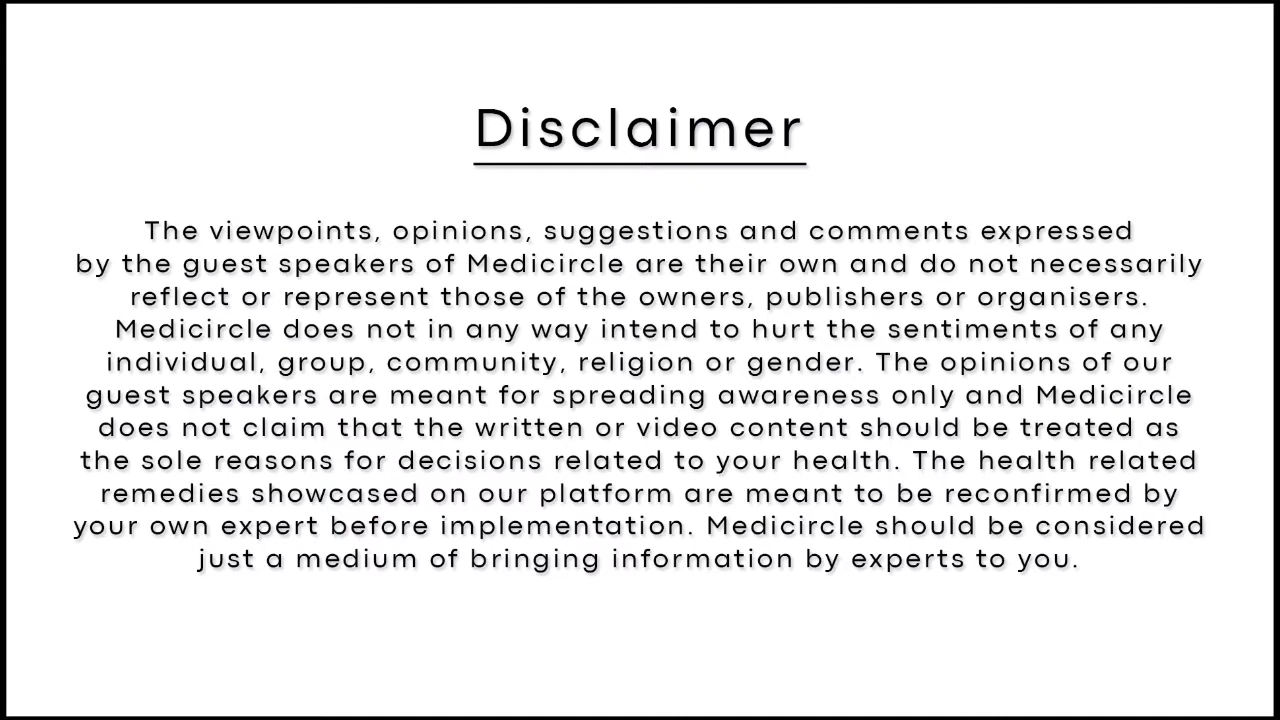 Disclaimer
The viewpoints, opinions, suggestions and comments expressed
by the guest speakers of Medicircle are their own and do not necessarily
reflect or represent those of the owners, publishers or organisers.
Medicircle does not in any way intend to hurt the sentiments of any
individual, group, community, religion or gender. The opinions of our
guest speakers are meant for spreading awareness only and Medicircle
does not claim that the written or video content should be treated as
the sole reasons for decisions related to your health. The health related
remedies showcased on our platform are meant to be reconfirmed by
your own expert before implementation. Medicircle should be considered
just a medium of bringing information by experts to you.